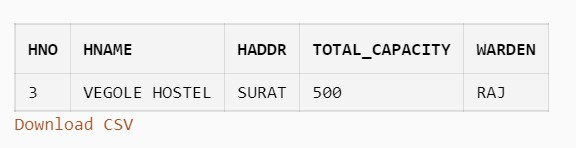 HNO HNAME HADDR TOTAL_CAPACITY WARDEN
3 VEGOLE HOSTEL SURAT 500 RAJ
Download CSV